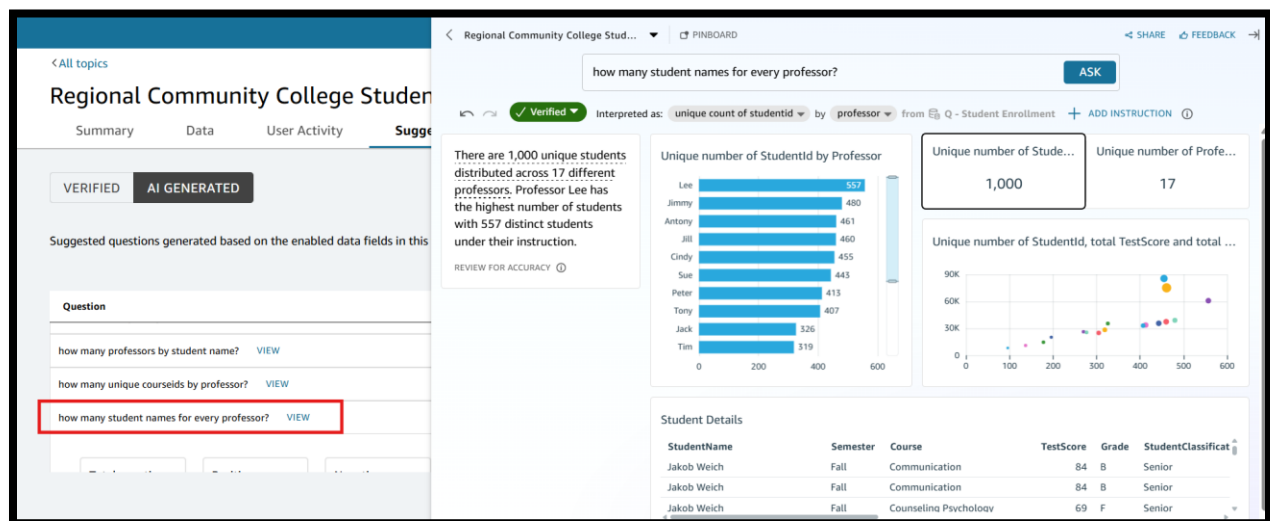 <All topics
Regional Community College Studen
Summary Data User Activity Sugge
VERIFIED AI GENERATED
Suggested questions generated based on the enabled data fields in this
Question
how many professors by student name? VIEW
how many unique courseids by professor? VIEW
how many student names for every professor? VIEW
Regional Community College Stud... PINBOARD SHARE FEEDBACK
how many student names for every professor? ASK
Verified Interpreted as: unique count of studentid by professor from Q - Student Enrollment + ADD INSTRUCTION
There are 1,000 unique students
distributed across 17 different
professors. Professor Lee has
the highest number of students
with 557 distinct students
under their instruction.
REVIEW FOR ACCURACY
Unique number of StudentId by Professor
Lee 557
Jimmy 480
Antony 461
Jill 460
Cindy 455
Sue 443
Peter 413
Tony 407
Jack 326
Tim 319
0 200 400 600
Unique number of Stude...
1,000
Unique number of Profe...
17
Unique number of StudentId, total TestScore and total ...
90K
60K
30K
0
0 100 200 300 400 500 600
Student Details
StudentName Semester Course TestScore Grade StudentClassificat
Jakob Weich Fall Communication 84 B Senior
Jakob Weich Fall Communication 84 B Senior
Jakob Weich Fall Counseling Psychology 69 F Senior